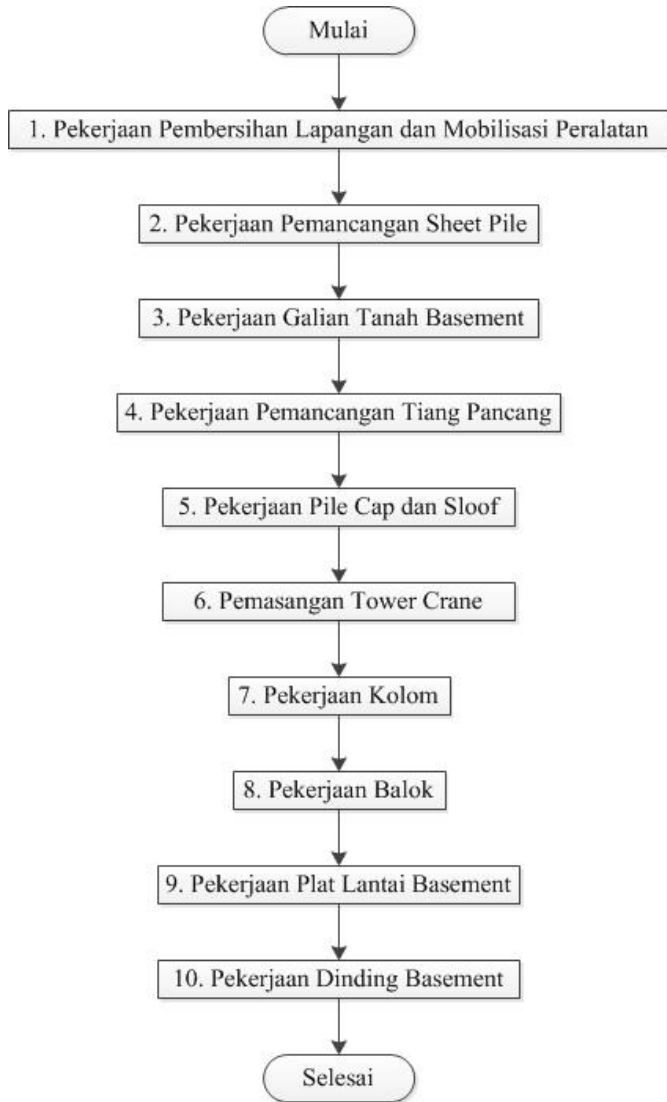 Mulai
1. Pekerjaan Pembersihan Lapangan dan Mobilisasi Peralatan
2. Pekerjaan Pemancangan Sheet Pile
3. Pekerjaan Galian Tanah Basement
4. Pekerjaan Pemancangan Tiang Pancang
5. Pekerjaan Pile Cap dan Sloof
6. Pemasangan Tower Crane
7. Pekerjaan Kolom
8. Pekerjaan Balok
9. Pekerjaan Plat Lantai Basement
10. Pekerjaan Dinding Basement
Selesai